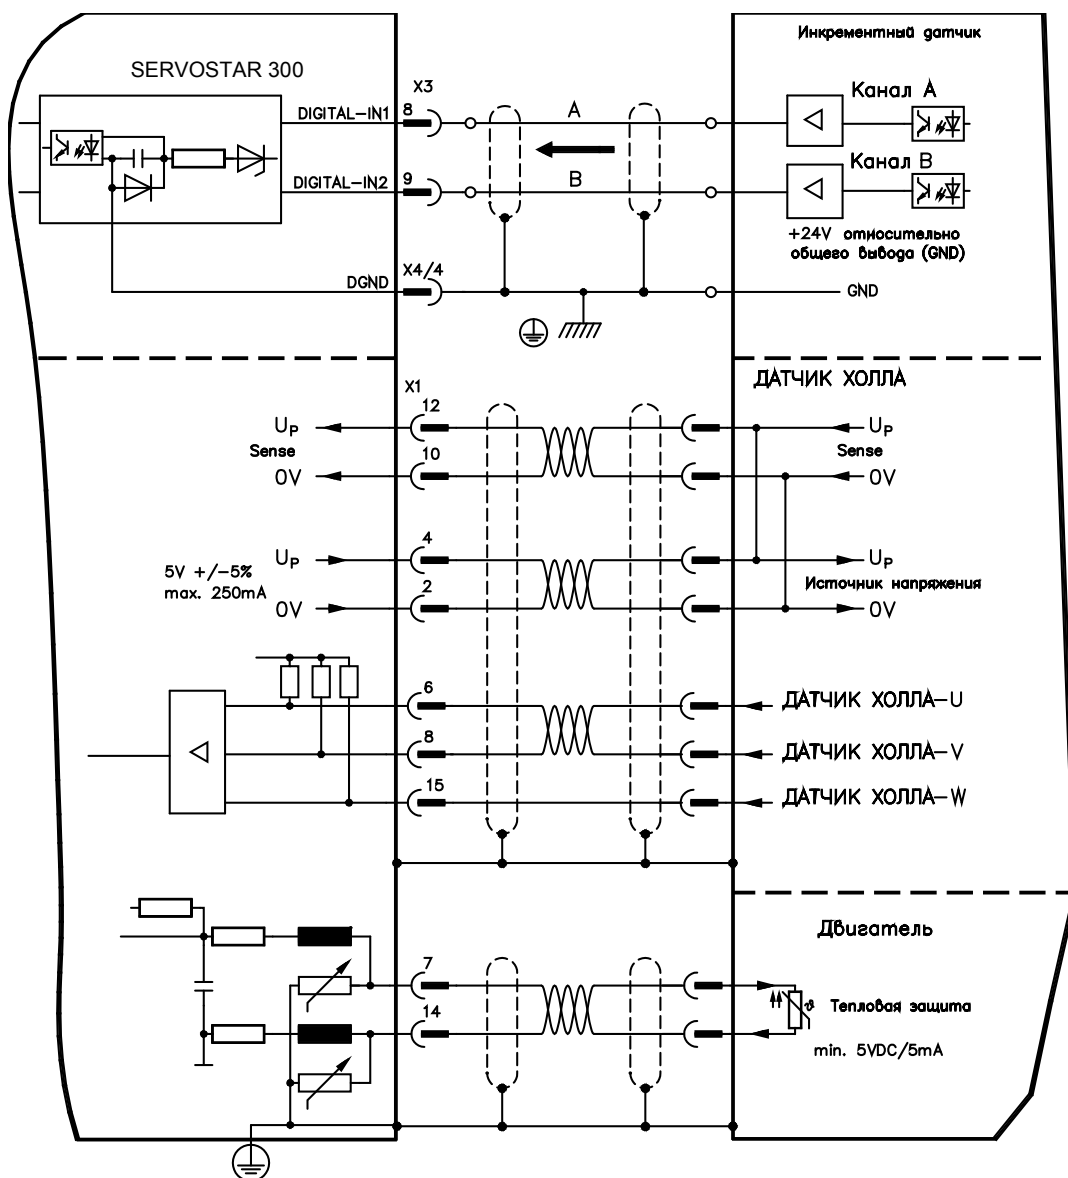 Инкрементный датчик
SERVOSTAR 300
X3
Канал A
DIGITAL-IN1
8
A
Канал B
DIGITAL-IN2
9
B
+24V относительно
общего вывода (GND)
X4/4
DGND
GND
ДАТЧИК ХОЛЛА
X1
12
UP
UP
Sense
Sense
10
0V
0V
4
UP
UP
5V +/-5%
max. 250mA
Источник напряжения
2
0V
0V
6
ДАТЧИК ХОЛЛА-U
8
ДАТЧИК ХОЛЛА-V
15
ДАТЧИК ХОЛЛА-W
Двигатель
7
ϑ
Тепловая защита
14
min. 5VDC/5mA